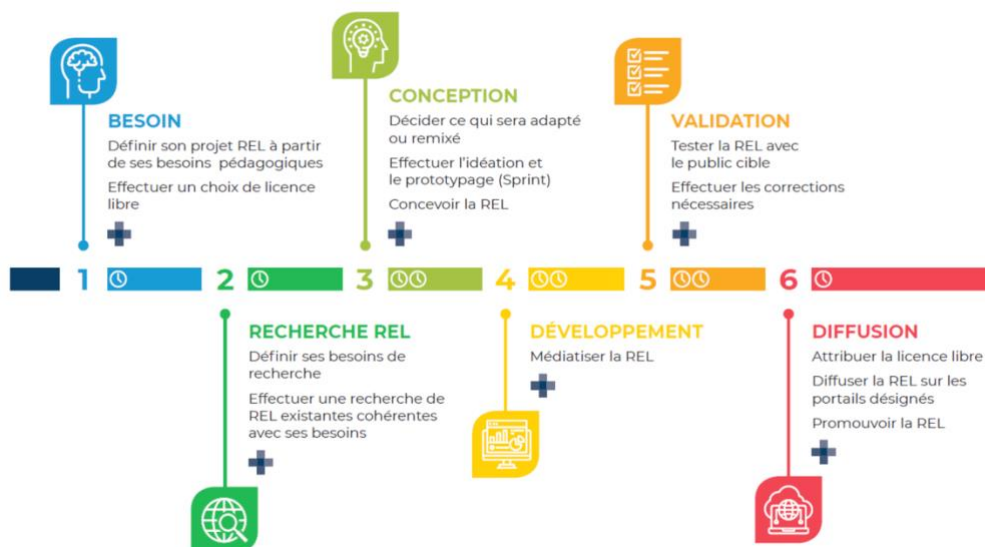 BESOIN
Définir son projet REL à partir
de ses besoins pédagogiques
Effectuer un choix de licence
libre
CONCEPTION
Décider ce qui sera adapté
ou remixé
Effectuer l'idéation et
le prototypage (Sprint)
Concevoir la REL
VALIDATION
Tester la REL avec
le public cible
Effectuer les corrections
nécessaires
1
2
3
4
5
6
RECHERCHE REL
Définir ses besoins de
recherche
Effectuer une recherche de
REL existantes cohérentes
avec ses besoins
DÉVELOPPEMENT
Médiatiser la REL
DIFFUSION
Attribuer la licence libre
Diffuser la REL sur les
portails désignés
Promouvoir la REL